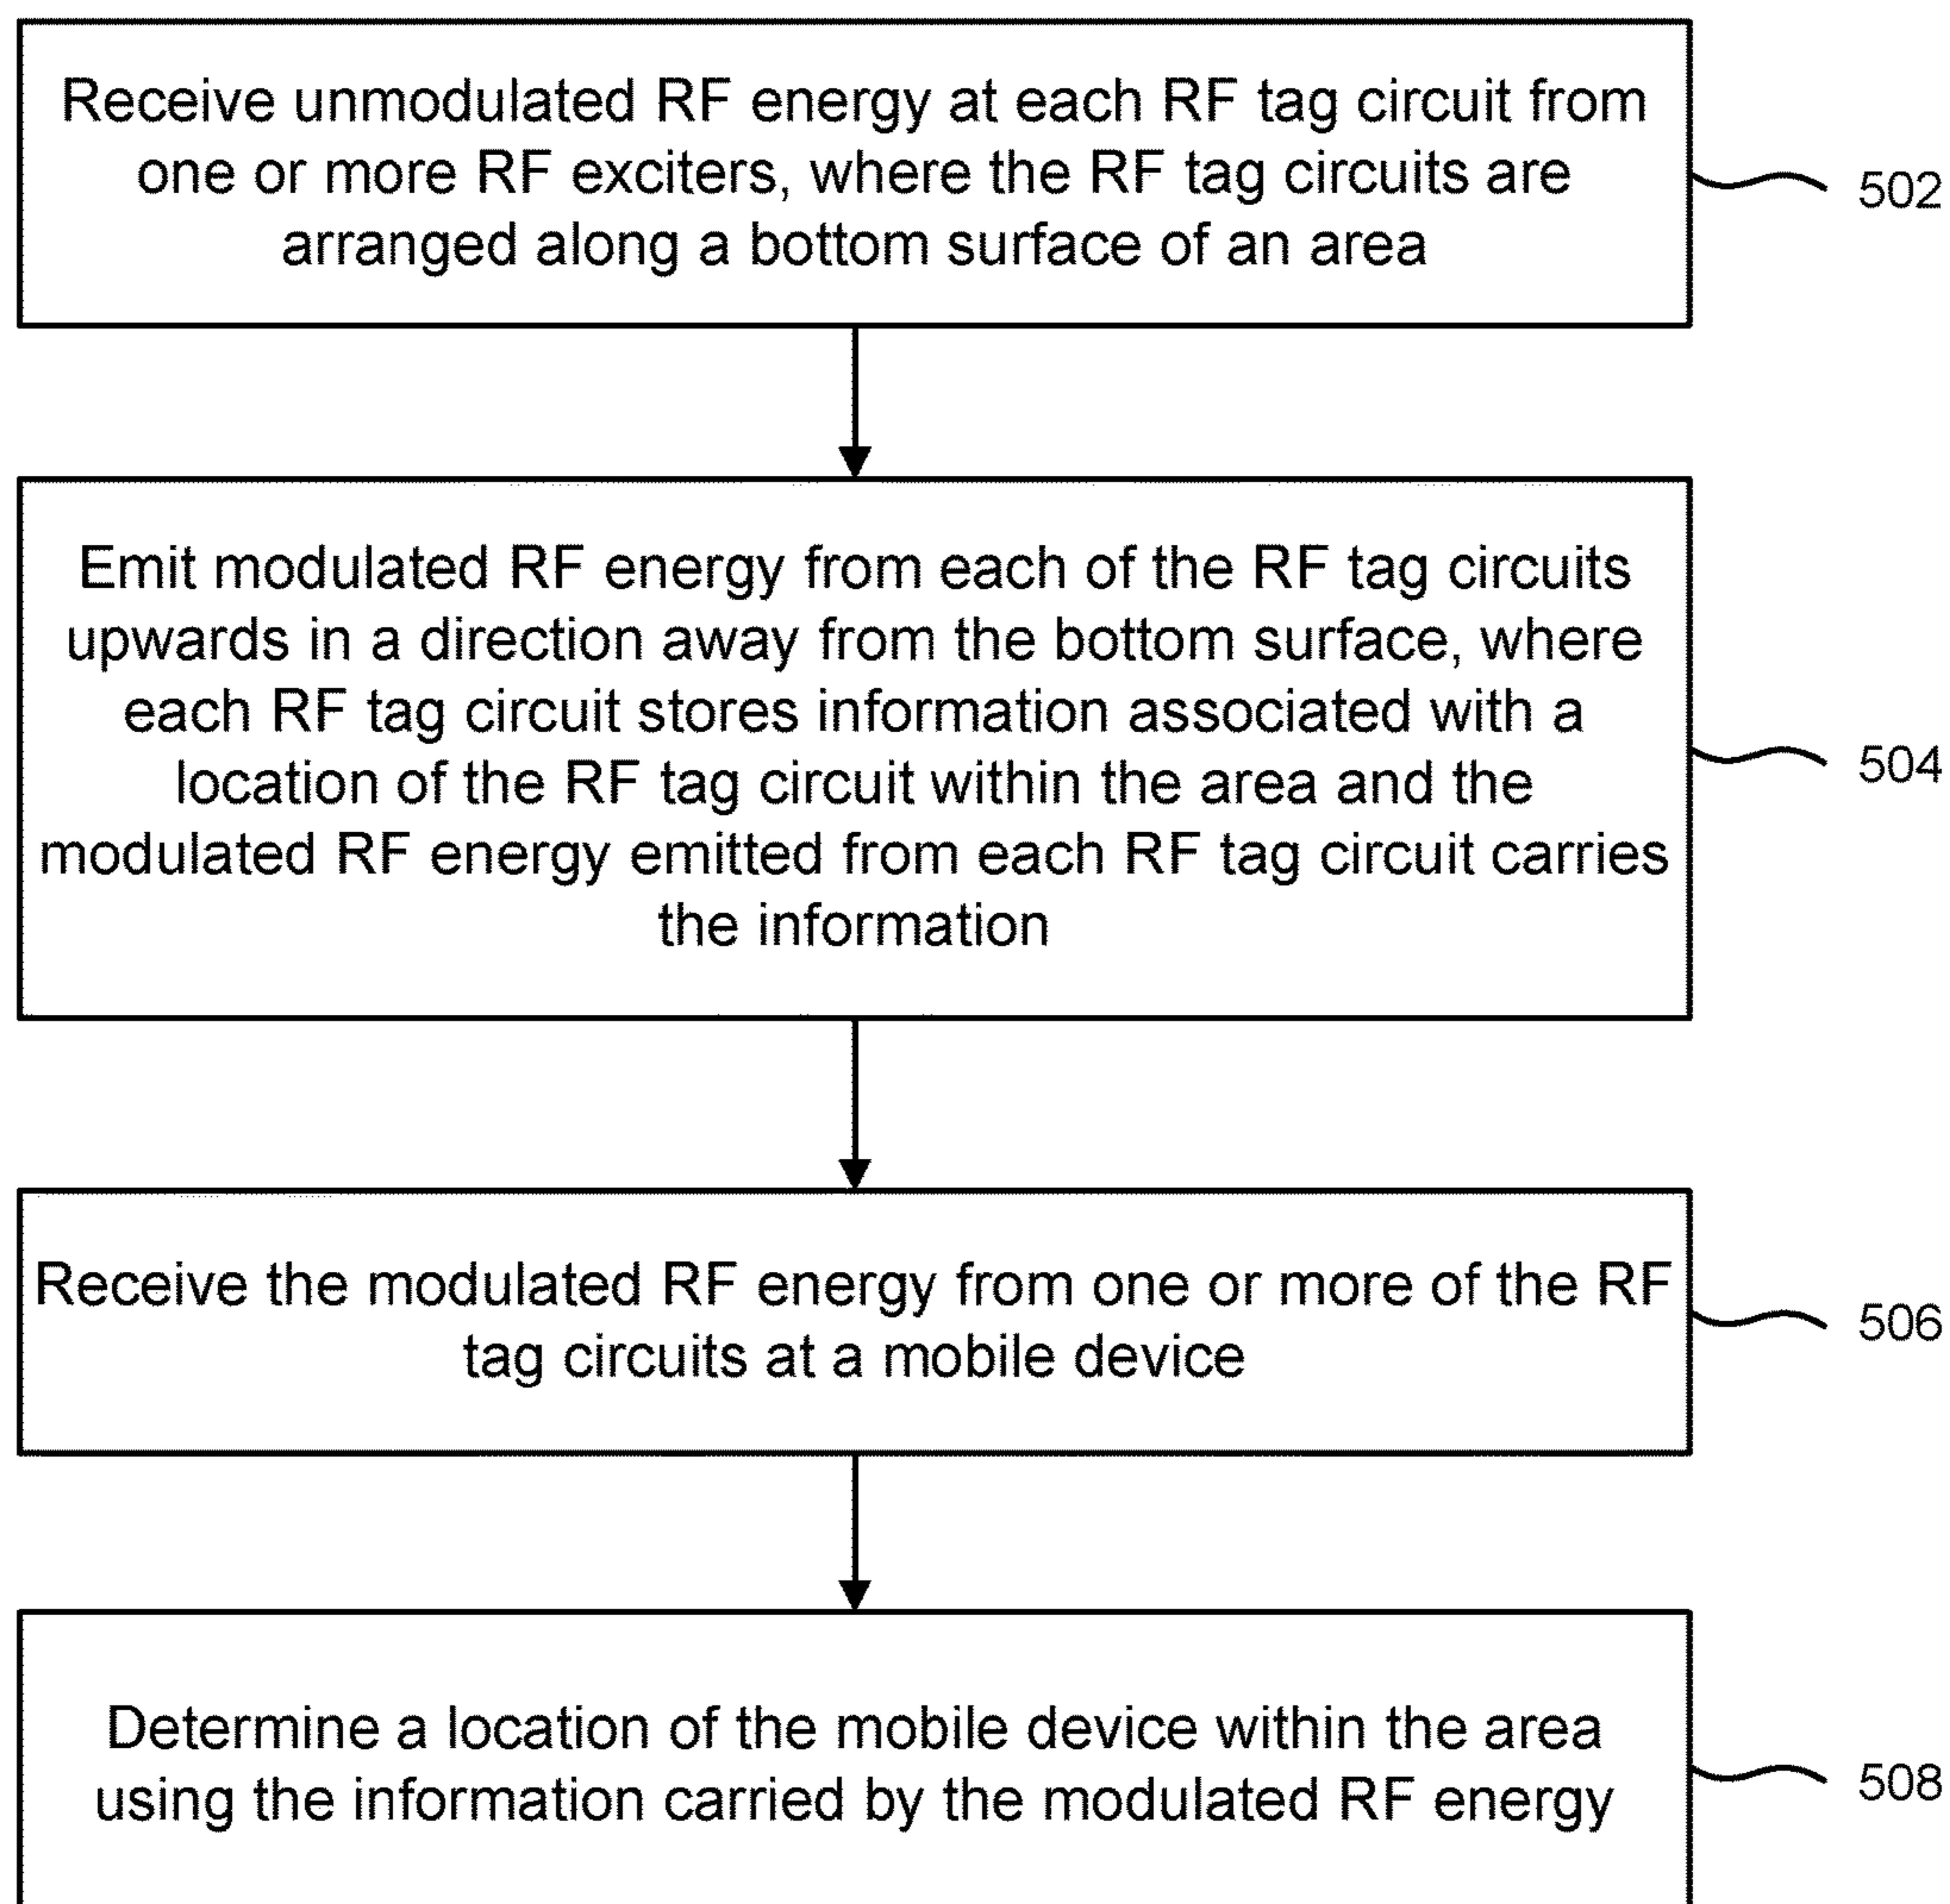 Receive unmodulated RF energy at each RF tag circuit from
one or more RF exciters, where the RF tag circuits are
arranged along a bottom surface of an area
502
Emit modulated RF energy from each of the RF tag circuits
upwards in a direction away from the bottom surface, where
each RF tag circuit stores information associated with a
location of the RF tag circuit within the area and the
modulated RF energy emitted from each RF tag circuit carries
the information
504
Receive the modulated RF energy from one or more of the RF
tag circuits at a mobile device
506
Determine a location of the mobile device within the area
using the information carried by the modulated RF energy
508